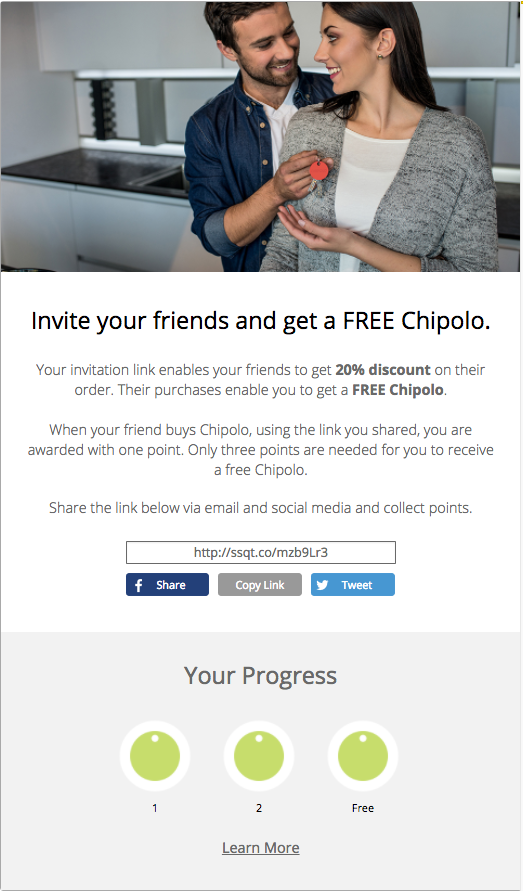 Invite your friends and get a FREE Chipolo.
Your invitation link enables your friends to get 20% discount on their
order. Their purchases enable you to get a FREE Chipolo.
When your friend buys Chipolo, using the link you shared, you are
awarded with one point. Only three points are needed for you to receive
a free Chipolo.
Share the link below via email and social media and collect points.
http://ssqt.co/mzb9Lr3
Share Copy Link Tweet
Your Progress
1 2 Free
Learn More